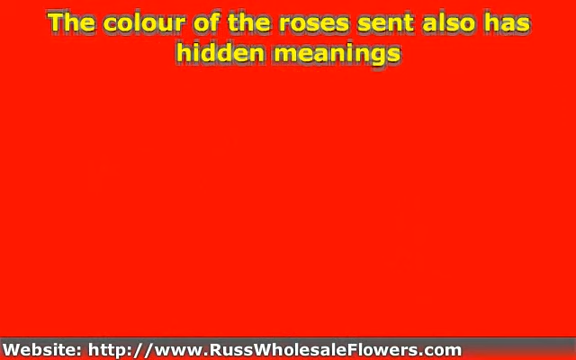 The colour of the roses sent also has
hidden meanings
Website: http://www.RussWholesaleFlowers.com